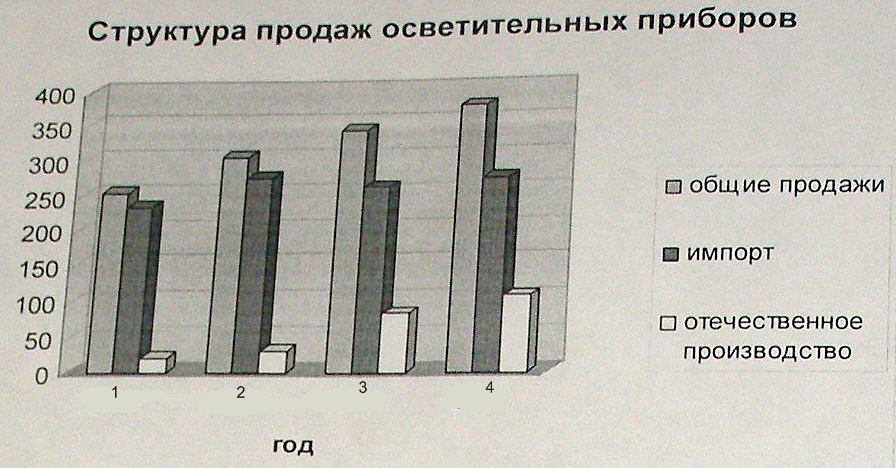 Структура продаж осветительных приборов
400
350
300
250
200
150
100
50
0
1 2 3 4
год
общие продажи
импорт
отечественное
производство